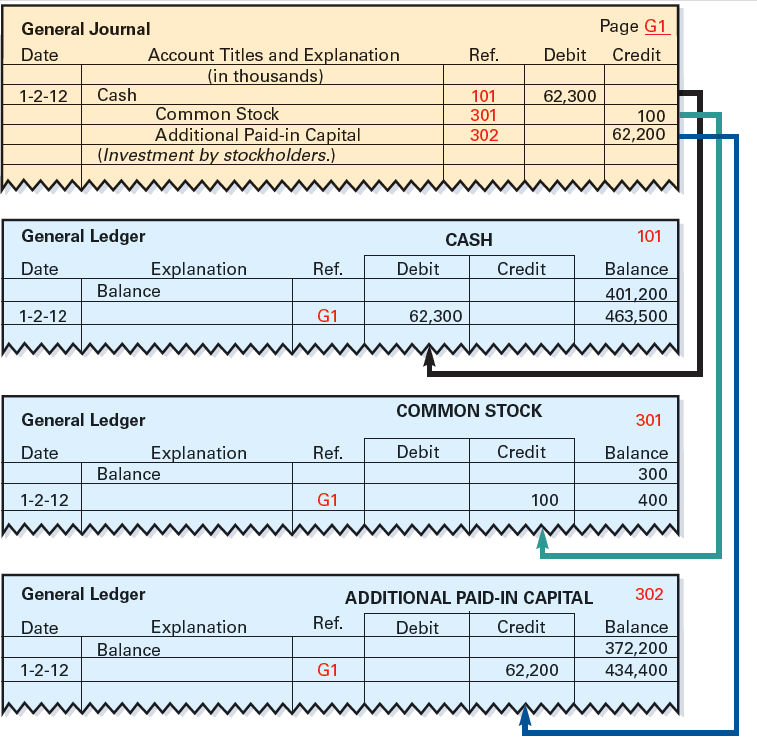 General Journal Page G1
Date Account Titles and Explanation Ref. Debit Credit
(in thousands)
1-2-12 Cash 101 62,300
Common Stock 301 100
Additional Paid-in Capital 302 62,200
(Investment by stockholders.)
General Ledger CASH 101
Date Explanation Ref. Debit Credit Balance
Balance 401,200
1-2-12 G1 62,300 463,500
General Ledger COMMON STOCK 301
Date Explanation Ref. Debit Credit Balance
Balance 300
1-2-12 G1 100 400
General Ledger ADDITIONAL PAID-IN CAPITAL 302
Date Explanation Ref. Debit Credit Balance
Balance 372,200
1-2-12 G1 62,200 434,400